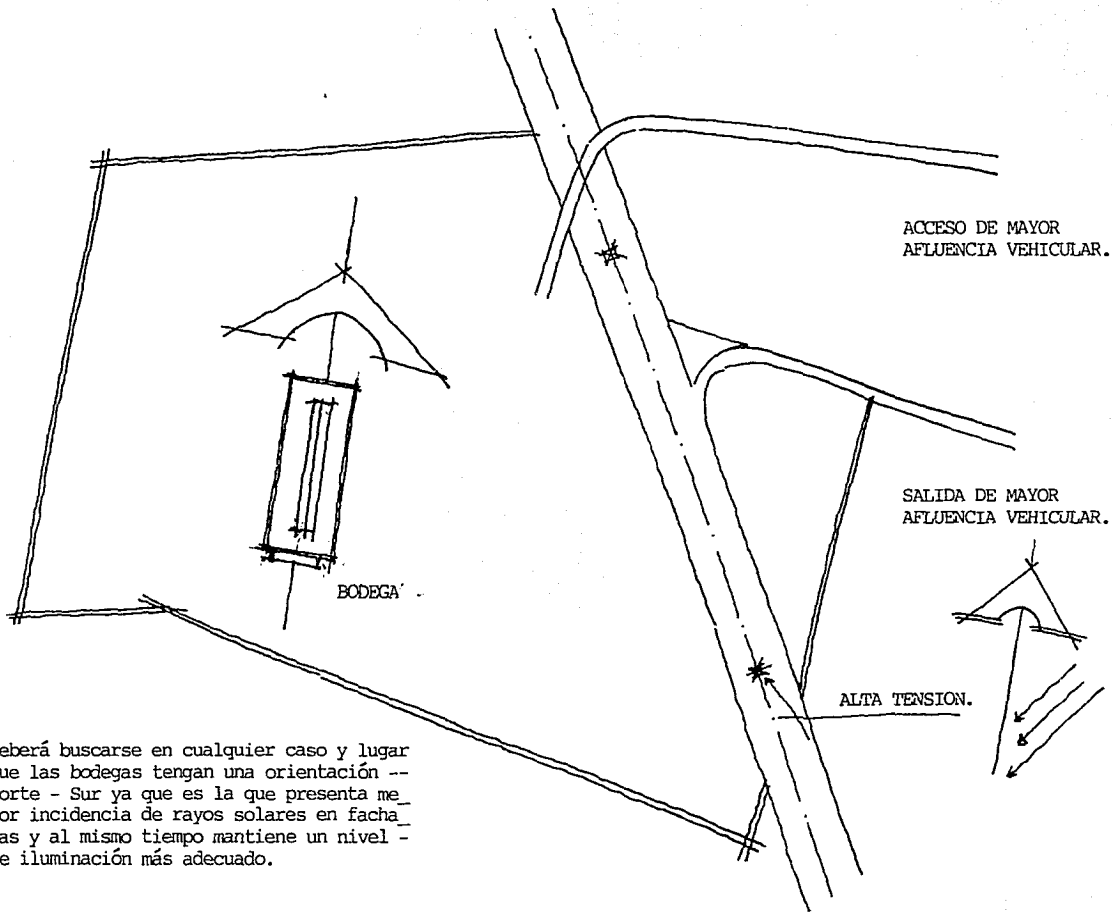 ACCESO DE MAYOR
AFLUENCIA VEHICULAR.
SALIDA DE MAYOR
AFLUENCIA VEHICULAR.
BODEGA
ALTA TENSION.
eberá buscarse en cualquier caso y lugar
ue las bodegas tengan una orientación --
orte - Sur ya que es la que presenta me_
or incidencia de rayos solares en facha_
as y al mismo tiempo mantiene un nivel -
e iluminación más adecuado.